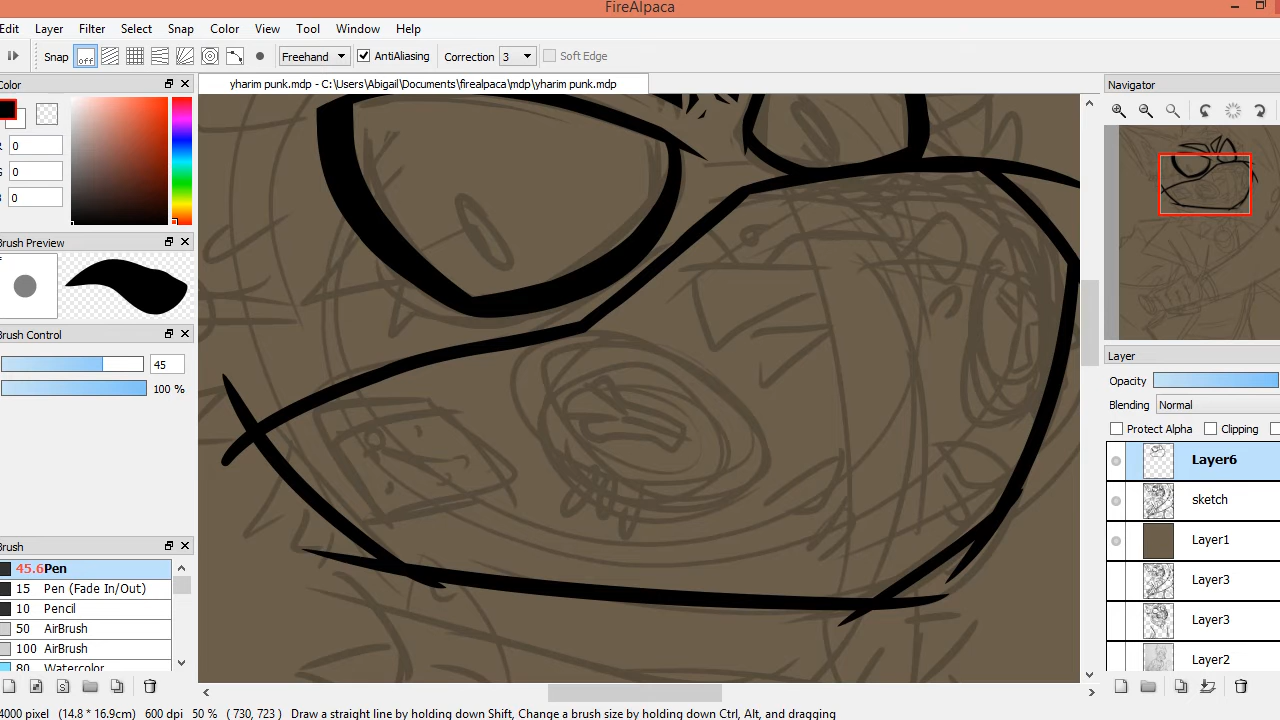 FireAlpaca
Edit Layer Filter Select Snap Color View Tool Window Help
Snap off Freehand AntiAliasing Correction 3 Soft Edge
Color
yharim punk.mdp - C:\Users\Abigail\Documents\firealpaca\mdp\yharim punk.mdp
Navigator
R 0
G 0
B 0
Brush Preview
Brush Control
45
100 %
Layer
Opacity
Blending Normal
Protect Alpha Clipping
Layer6
sketch
Layer1
Layer3
Layer3
Layer2
Brush
45.6 Pen
15 Pen (Fade In/Out)
10 Pencil
50 AirBrush
100 AirBrush
80 Watercolor
4000 pixel (14.8 * 16.9cm) 600 dpi 50 % ( 730, 723 ) Draw a straight line by holding down Shift, Change a brush size by holding down Ctrl, Alt, and dragging